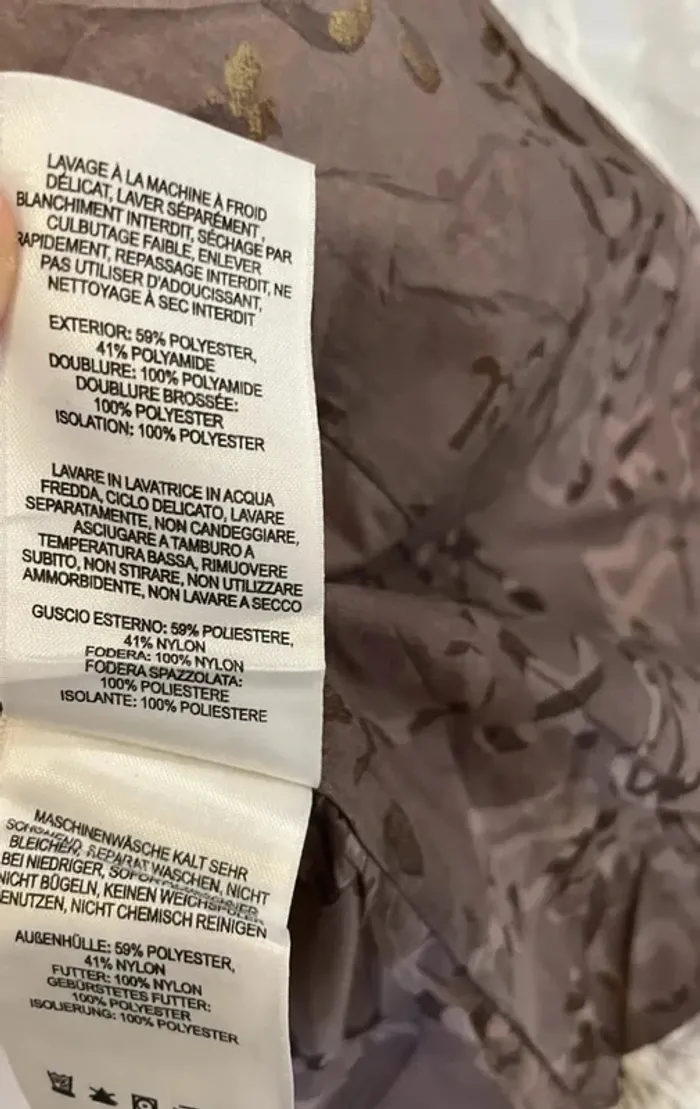 LAVAGE À LA MACHINE À FROID
DÉLICAT, LAVER SÉPARÉMENT,
BLANCHIMENT INTERDIT, SÉCHAGE PAR
CULBUTAGE FAIBLE, ENLEVER
RAPIDEMENT, REPASSAGE INTERDIT, NE
PAS UTILISER D'ADOUCISSANT,
NETTOYAGE À SEC INTERDIT
EXTERIOR: 59% POLYESTER,
41% POLYAMIDE
DOUBLURE: 100% POLYAMIDE
DOUBLURE BROSSÉE:
100% POLYESTER
ISOLATION: 100% POLYESTER
LAVARE IN LAVATRICE IN ACQUA
FREDDA, CICLO DELICATO, LAVARE
SEPARATAMENTE, NON CANDEGGIARE,
ASCIUGARE A TAMBURO A
TEMPERATURA BASSA, RIMUOVERE
SUBITO, NON STIRARE, NON UTILIZZARE
AMMORBIDENTE, NON LAVARE A SECCO
GUSCIO ESTERNO: 59% POLIESTERE,
41% NYLON
FODERA: 100% NYLON
FODERA SPAZZOLATA:
100% POLIESTERE
ISOLANTE: 100% POLIESTERE
MASCHINENWÄSCHE KALT SEHR
SCHONEND, SEPARAT WASCHEN, NICHT
BLEICHEN,
BEI NIEDRIGER,
NICHT BÜGELN, KEINEN WEICHSPÜLER
BENUTZEN, NICHT CHEMISCH REINIGEN
AUßENHÜLLE: 59% POLYESTER,
41% NYLON
FUTTER: 100% NYLON
GEBÜRSTETES FUTTER:
100% POLYESTER
ISOLIERUNG: 100% POLYESTER